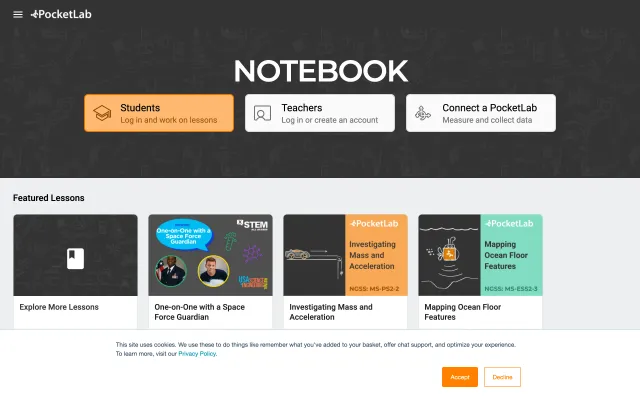 PocketLab
NOTEBOOK
Students
Log in and work on lessons
Teachers
Log in or create an account
Connect a PocketLab
Measure and collect data
Featured Lessons
Explore More Lessons
One-on-One with a
Space Force
Guardian
STEM
One-on-One with a Space
Force Guardian
PocketLab
Investigating
Mass and
Acceleration
NGSS: MS-PS2-2
Investigating Mass and
Acceleration
PocketLab
Mapping
Ocean Floor
Features
NGSS: MS-ESS2-3
Mapping Ocean Floor
Features
This site uses cookies. We use these to do things like remember what you've added to your basket, offer chat support, and optimize your experience.
To learn more, visit our Privacy Policy.
Accept
Decline